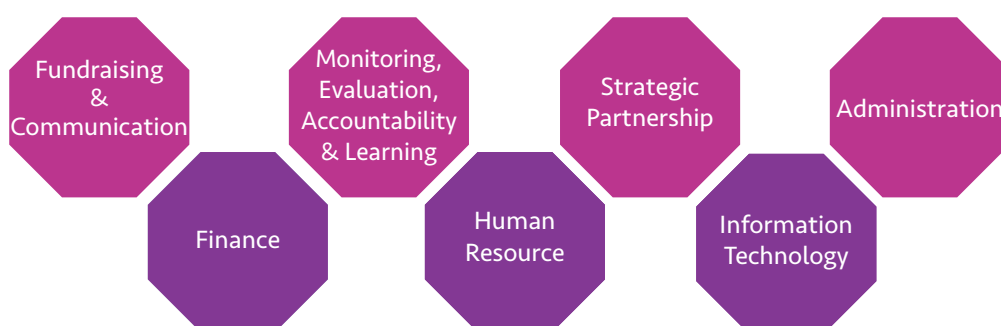 Fundraising
&
Communication
Monitoring,
Evaluation,
Accountability
& Learning
Strategic
Partnership
Administration
Finance
Human
Resource
Information
Technology